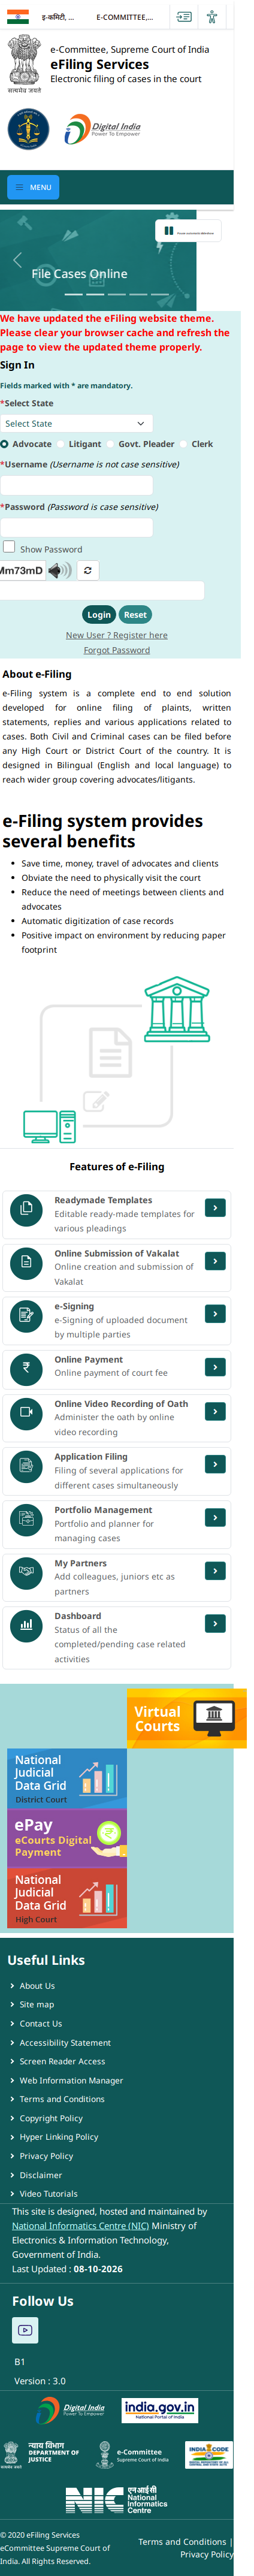 इ-कमिटी, ...
E-COMMITTEE,...
e-Committee, Supreme Court of India
eFiling Services
Electronic filing of cases in the court
सत्यमेव जयते
Digital India
Power To Empower
MENU
File Cases Online
We have updated the eFiling website theme.
Please clear your browser cache and refresh the
page to view the updated theme properly.
Sign In
Fields marked with * are mandatory.
*Select State
Select State
Advocate Litigant Govt. Pleader Clerk
*Username (Username is not case sensitive)
*Password (Password is case sensitive)
Show Password
Mm73mD
Login Reset
New User ? Register here
Forgot Password
About e-Filing
e-Filing system is a complete end to end solution
developed for online filing of plaints, written
statements, replies and various applications related to
cases. Both Civil and Criminal cases can be filed before
any High Court or District Court of the country. It is
designed in Bilingual (English and local language) to
reach wider group covering advocates/litigants.
e-Filing system provides
several benefits
Save time, money, travel of advocates and clients
Obviate the need to physically visit the court
Reduce the need of meetings between clients and
advocates
Automatic digitization of case records
Positive impact on environment by reducing paper
footprint
Features of e-Filing
Readymade Templates
Editable ready-made templates for
various pleadings
Online Submission of Vakalat
Online creation and submission of
Vakalat
e-Signing
e-Signing of uploaded document
by multiple parties
Online Payment
Online payment of court fee
Online Video Recording of Oath
Administer the oath by online
video recording
Application Filing
Filing of several applications for
different cases simultaneously
Portfolio Management
Portfolio and planner for
managing cases
My Partners
Add colleagues, juniors etc as
partners
Dashboard
Status of all the
completed/pending case related
activities
Virtual
Courts
National
Judicial
Data Grid
District Court
ePay
eCourts Digital
Payment
National
Judicial
Data Grid
High Court
Useful Links
About Us
Site map
Contact Us
Accessibility Statement
Screen Reader Access
Web Information Manager
Terms and Conditions
Copyright Policy
Hyper Linking Policy
Privacy Policy
Disclaimer
Video Tutorials
This site is designed, hosted and maintained by
National Informatics Centre (NIC) Ministry of
Electronics & Information Technology,
Government of India.
Last Updated : 08-10-2026
Follow Us
B1
Version : 3.0
Digital India
Power To Empower
india.gov.in
National Portal of India
न्याय विभाग
DEPARTMENT OF
JUSTICE
सत्यमेव जयते
e-Committee
Supreme Court of India
INDIA CODE
NIC
एनआईसी
National
Informatics
Centre
© 2020 eFiling Services
eCommittee Supreme Court of
India. All Rights Reserved.
Terms and Conditions |
Privacy Policy